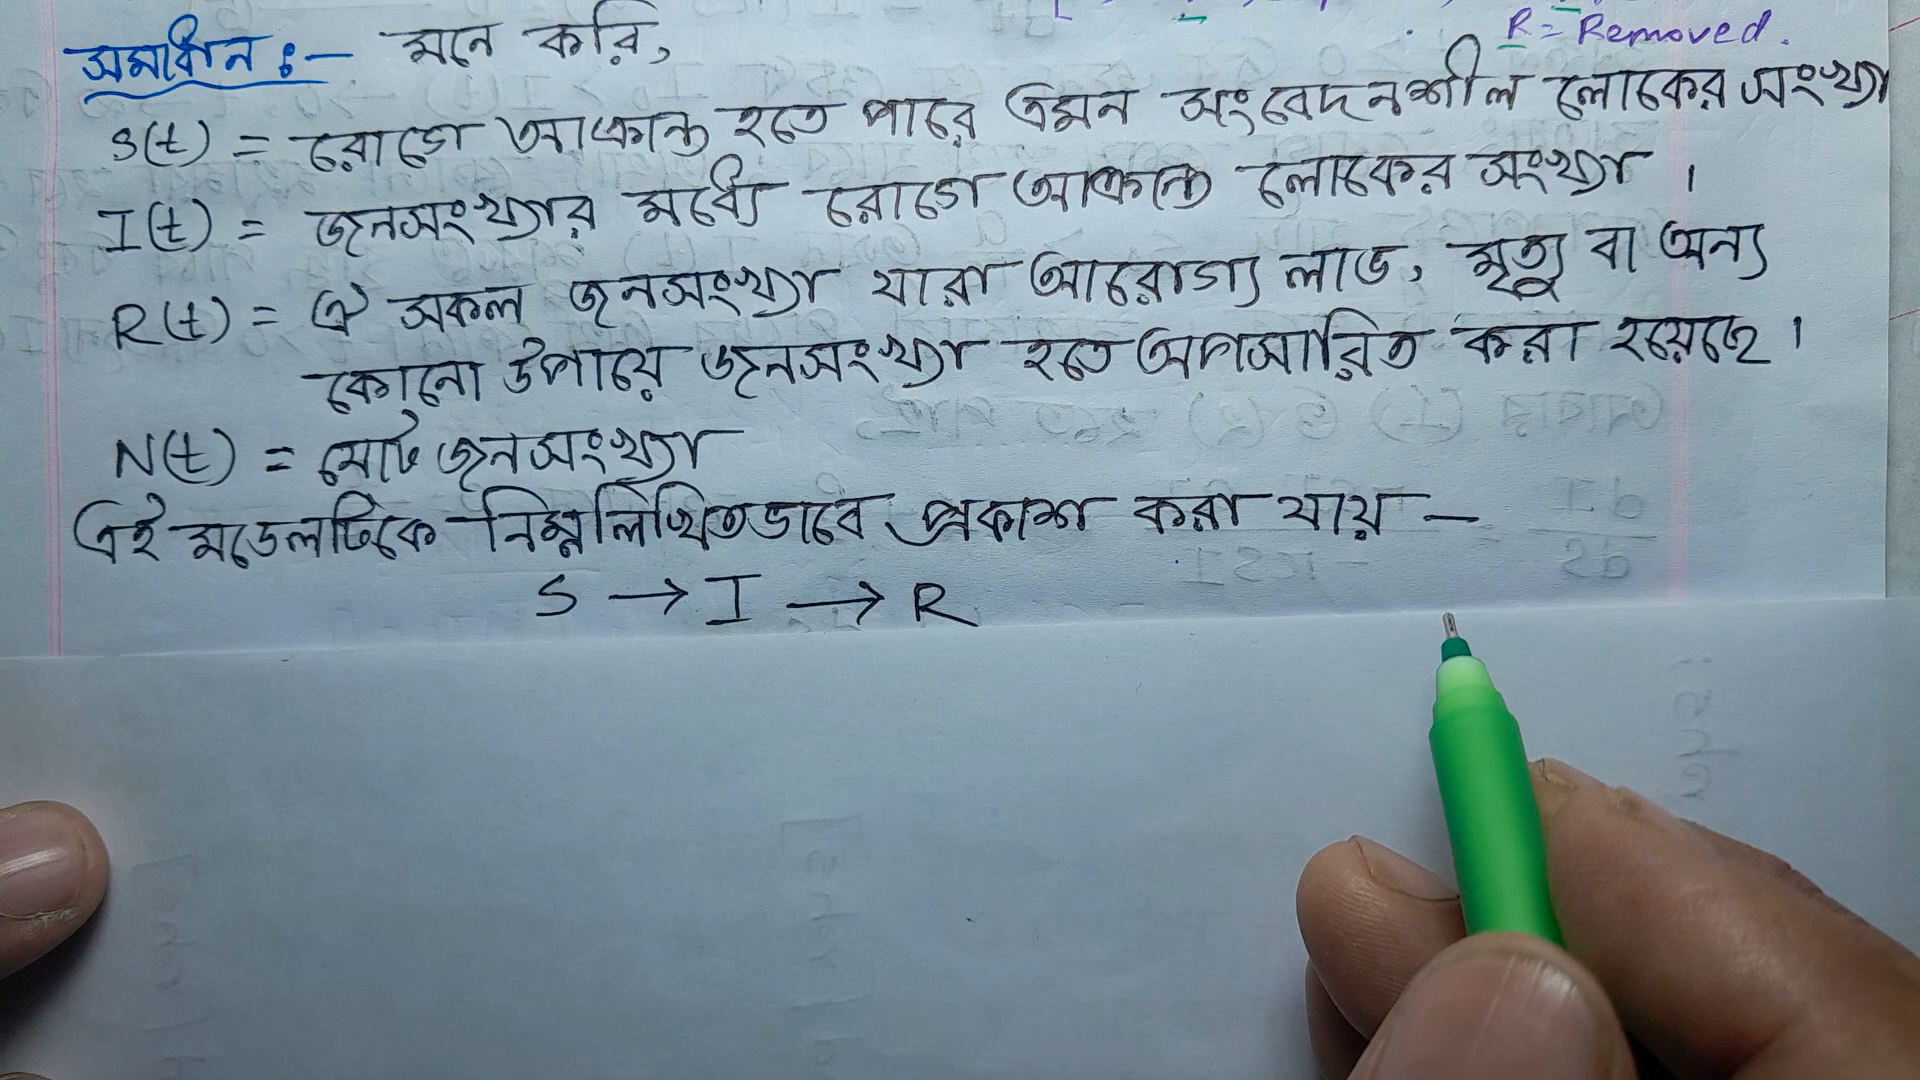 R = Removed.
সমাধান :- মনে করি,
S(t) = রোগে আক্রান্ত হতে পারে এমন সংবেদনশীল লোকের সংখ্যা
I(t) = জনসংখ্যার মধ্যে রোগে আক্রান্ত লোকের সংখ্যা ।
R(t) = ঐ সকল জনসংখ্যা যারা আরোগ্য লাভ, মৃত্যু বা অন্য
কোনো উপায়ে জনসংখ্যা হতে অপসারিত করা হয়েছে ।
N(t) = মোট জনসংখ্যা
এই মডেলটিকে নিম্নলিখিতভাবে প্রকাশ করা যায় —
S → I → R